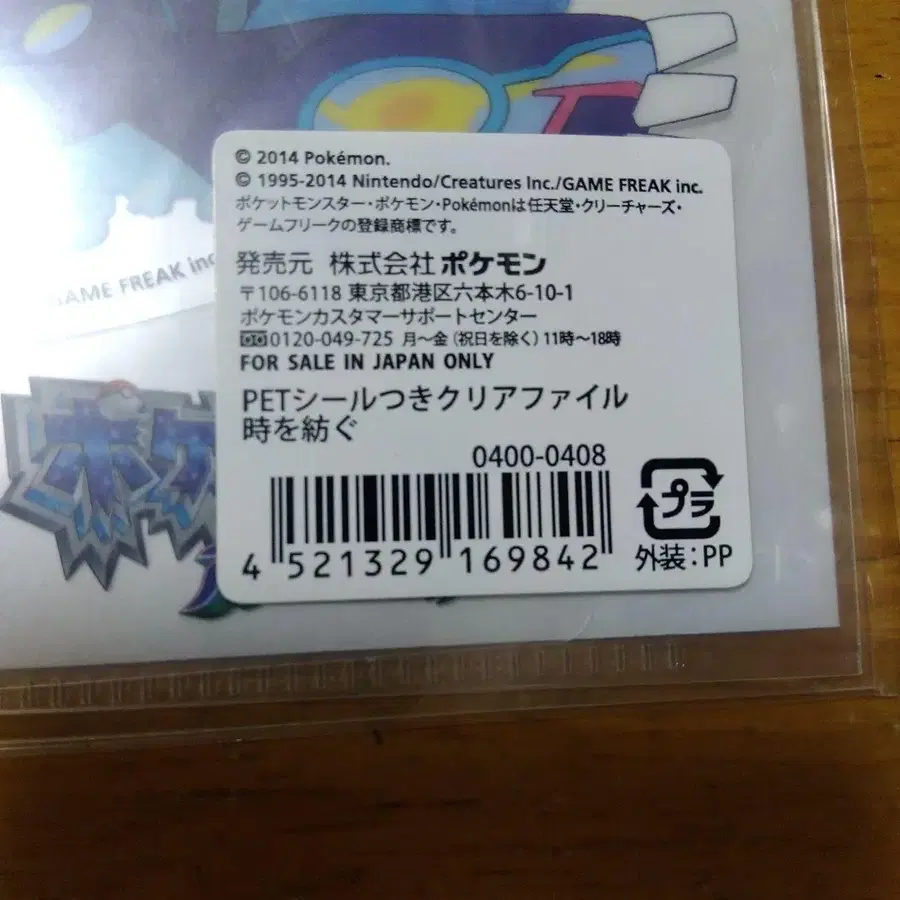 © 2014 Pokémon.
© 1995-2014 Nintendo/Creatures Inc./GAME FREAK inc.
ポケットモンスター・ポケモン・Pokémonは任天堂・クリーチャーズ・
ゲームフリークの登録商標です。
発売元 株式会社 ポケモン
〒106-6118 東京都港区六本木6-10-1
ポケモンカスタマーサポートセンター
0120-049-725 月〜金（祝日を除く）11時〜18時
FOR SALE IN JAPAN ONLY
PETシールつきクリアファイル
時を紡ぐ
0400-0408
4 521329 169842
プラ
外装：PP
GAME FREAK inc
ポケ